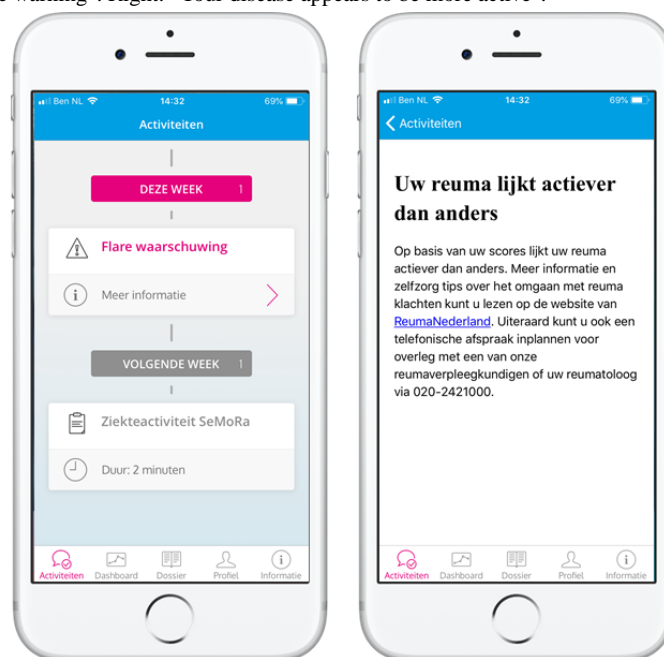 warning". Right: "Your disease appears to be more active".
Ben NL 14:32 69%
Activiteiten
DEZE WEEK 1
Flare waarschuwing
Meer informatie
VOLGENDE WEEK 1
Ziekteactiviteit SeMoRa
Duur: 2 minuten
Activiteiten Dashboard Dossier Profiel Informatie
Ben NL 14:32 69%
Activiteiten
Uw reuma lijkt actiever
dan anders
Op basis van uw scores lijkt uw reuma
actiever dan anders. Meer informatie en
zelfzorg tips over het omgaan met reuma
klachten kunt u lezen op de website van
ReumaNederland. Uiteraard kunt u ook een
telefonische afspraak inplannen voor
overleg met een van onze
reumaverpleegkundigen of uw reumatoloog
via 020-2421000.
Activiteiten Dashboard Dossier Profiel Informatie